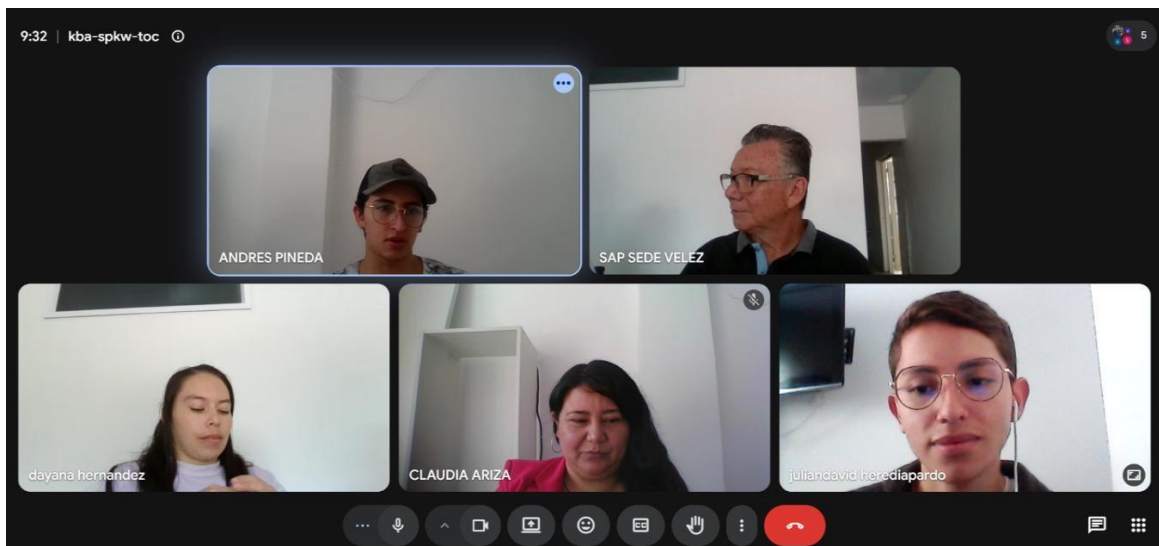 9:32 | kba-spkw-toc
5
ANDRES PINEDA
SAP SEDE VELEZ
dayana hernandez
CLAUDIA ARIZA
juliandavid herediapardo